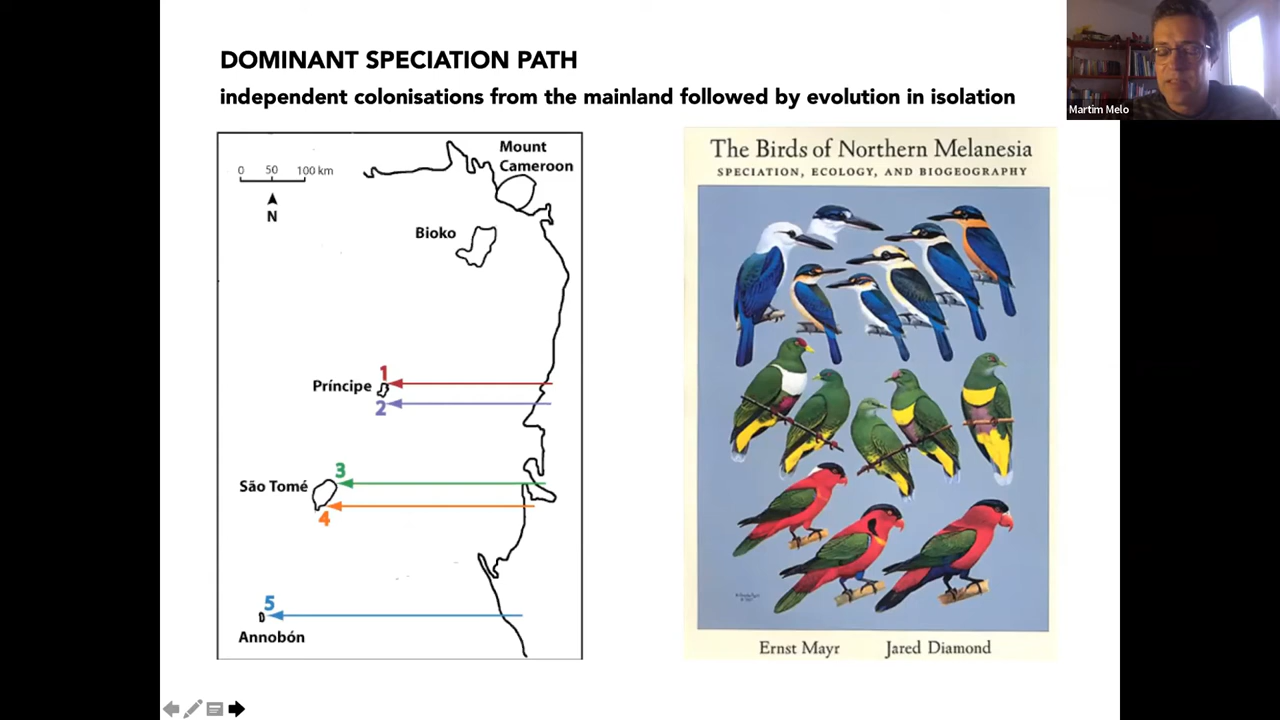 DOMINANT SPECIATION PATH
independent colonisations from the mainland followed by evolution in isolation
Martim Melo
Mount
Cameroon
0 50 100 km
N
Bioko
1
Príncipe
2
3
São Tomé
4
5
Annobón
The Birds of Northern Melanesia
SPECIATION, ECOLOGY, AND BIOGEOGRAPHY
Ernst Mayr Jared Diamond